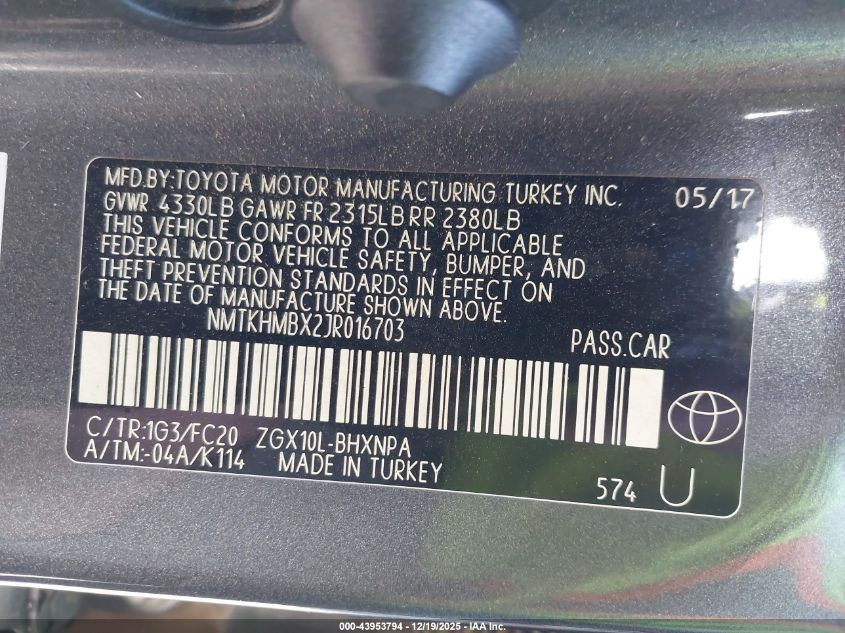 MFD.BY:TOYOTA MOTOR MANUFACTURING TURKEY INC. 05/17
GVWR 4330LB GAWR FR 2315LB RR 2380LB
THIS VEHICLE CONFORMS TO ALL APPLICABLE
FEDERAL MOTOR VEHICLE SAFETY, BUMPER, AND
THEFT PREVENTION STANDARDS IN EFFECT ON
THE DATE OF MANUFACTURE SHOWN ABOVE.
NMTKHMBX2JR016703 PASS.CAR
C/TR:1G3/FC20 ZGX10L-BHXNPA
A/TM:-04A/K114 MADE IN TURKEY
574 U
000-43953794 - 12/19/2025 - IAA Inc.